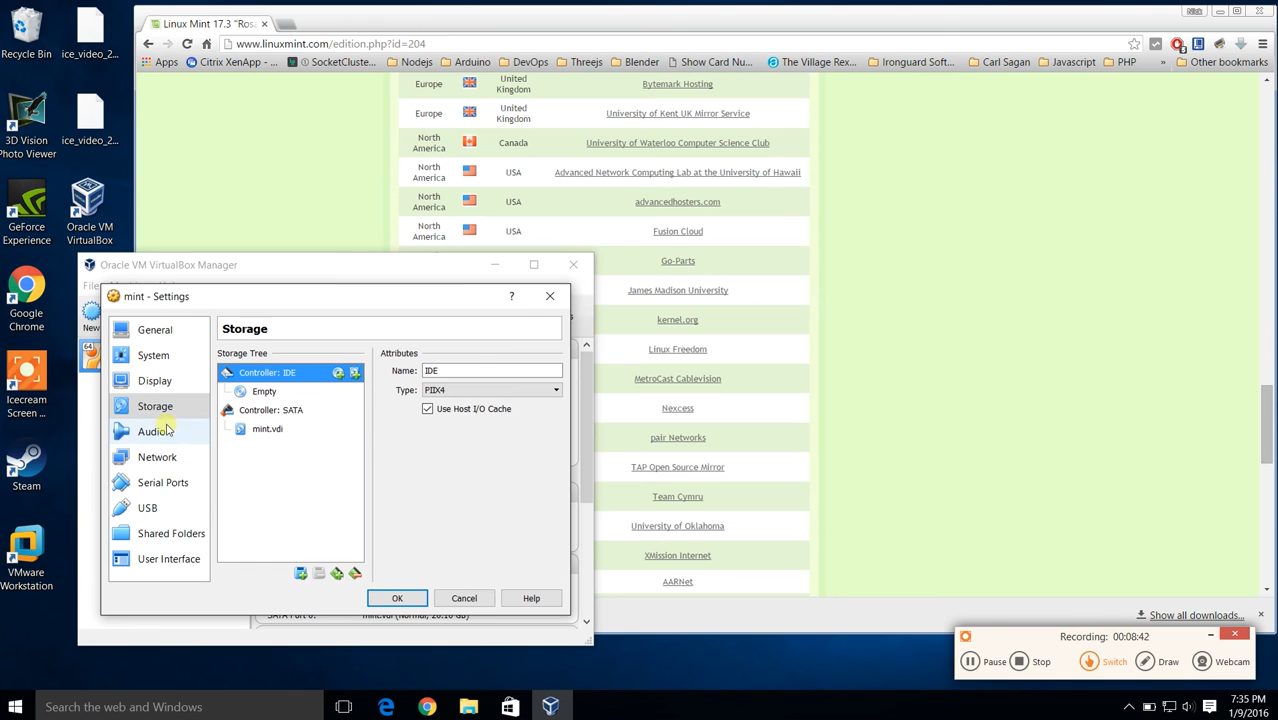 Recycle Bin
ice_video_2...
3D Vision
Photo Viewer
ice_video_2...
GeForce
Experience
Oracle VM
VirtualBox
Google
Chrome
Icecream
Screen ...
Steam
VMware
Workstation
Linux Mint 17.3 "Rosa
Nick
www.linuxmint.com/edition.php?id=204
Apps
Citrix XenApp -
SocketCluste
Nodejs
Arduino
DevOps
Threejs
Blender
Show Card Nu
The Village Rex
Ironguard Softw
Carl Sagan
Javascript
PHP
»
Other bookmarks
Europe United Kingdom Bytemark Hosting
Europe United Kingdom University of Kent UK Mirror Service
North America Canada University of Waterloo Computer Science Club
North America USA Advanced Network Computing Lab at the University of Hawaii
North America USA advancedhosters.com
North America USA Fusion Cloud
Go-Parts
James Madison University
kernel.org
Linux Freedom
MetroCast Cablevision
Nexcess
pair Networks
TAP Open Source Mirror
Team Cymru
University of Oklahoma
XMission Internet
AARNet
Show all downloads...
Oracle VM VirtualBox Manager
New
64
mint - Settings
?
General
System
Display
Storage
Audio
Network
Serial Ports
USB
Shared Folders
User Interface
Storage
Storage Tree
Controller: IDE
Empty
Controller: SATA
mint.vdi
Attributes
Name: IDE
Type: PIIX4
Use Host I/O Cache
OK
Cancel
Help
Recording: 00:08:42
Pause
Stop
Switch
Draw
Webcam
Search the web and Windows
7:35 PM
1/9/2016